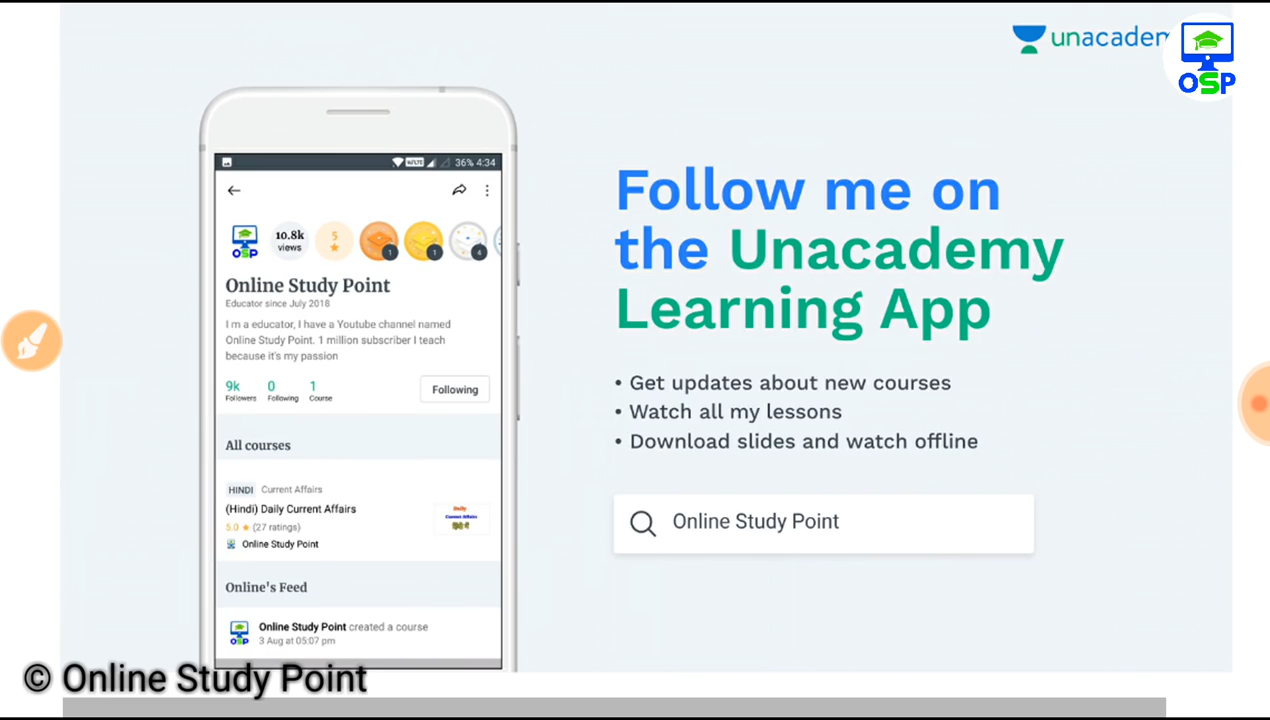 unacadem
OSP
36% 4:34
OSP
10.8k
views
5
1
1
4
Online Study Point
Educator since July 2018
I m a educator, I have a Youtube channel named
Online Study Point. 1 million subscriber I teach
because it's my passion
9k
Followers
0
Following
1
Course
Following
All courses
HINDI Current Affairs
(Hindi) Daily Current Affairs
5.0 ★ (27 ratings)
Online Study Point
Daily
Current Affairs
हिंदी में
Online's Feed
OSP
Online Study Point created a course
3 Aug at 05:07 pm
Follow me on
the Unacademy
Learning App
• Get updates about new courses
• Watch all my lessons
• Download slides and watch offline
Online Study Point
© Online Study Point